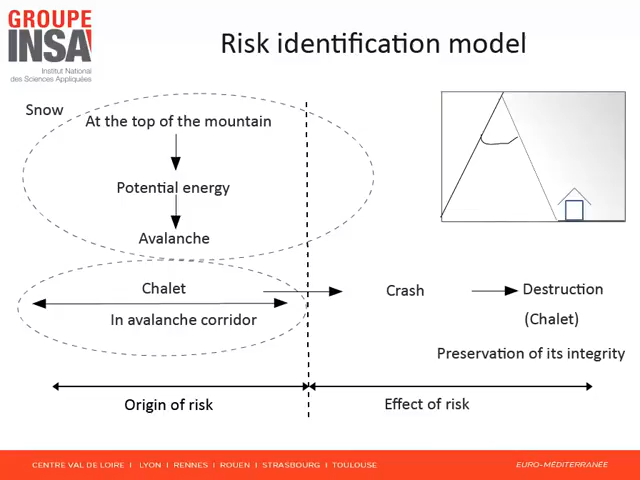 GROUPE
INSA
Institut National
des Sciences Appliquées
Risk identification model
Snow
At the top of the mountain
Potential energy
Avalanche
Chalet
In avalanche corridor
Crash
Destruction
(Chalet)
Preservation of its integrity
Origin of risk
Effect of risk
CENTRE VAL DE LOIRE I LYON I RENNES I ROUEN I STRASBOURG I TOULOUSE
EURO-MÉDITERRANÉE